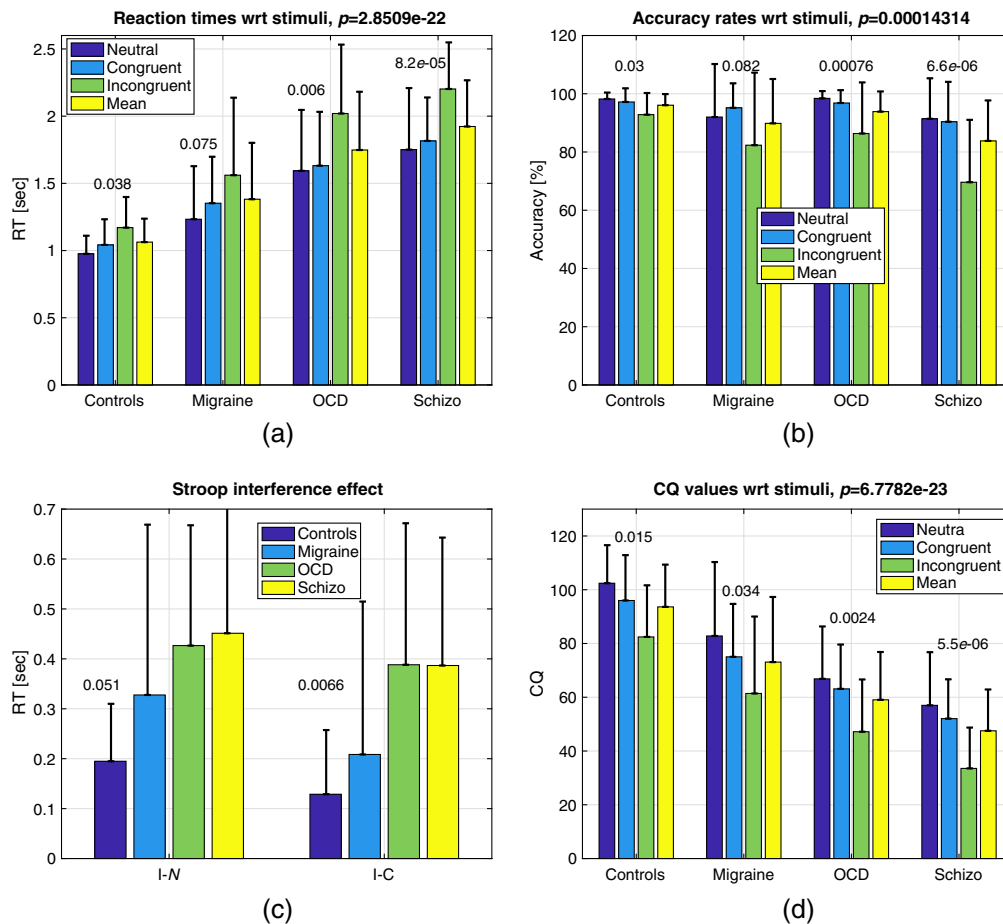 Reaction times wrt stimuli, p=2.8509e-22
RT [sec]
2.5
2
1.5
1
0.5
0
Neutral
Congruent
Incongruent
Mean
0.038
0.075
0.006
8.2e-05
Controls Migraine OCD Schizo
(a)
Accuracy rates wrt stimuli, p=0.00014314
Accuracy [%]
120
100
80
60
40
20
0
0.03
0.082
0.00076
6.6e-06
Neutral
Congruent
Incongruent
Mean
Controls Migraine OCD Schizo
(b)
Stroop interference effect
RT [sec]
0.7
0.6
0.5
0.4
0.3
0.2
0.1
0
Controls
Migraine
OCD
Schizo
0.051
0.0066
I-N I-C
(c)
CQ values wrt stimuli, p=6.7782e-23
CQ
120
100
80
60
40
20
0
Neutra
Congruent
Incongruent
Mean
0.015
0.034
0.0024
5.5e-06
Controls Migraine OCD Schizo
(d)